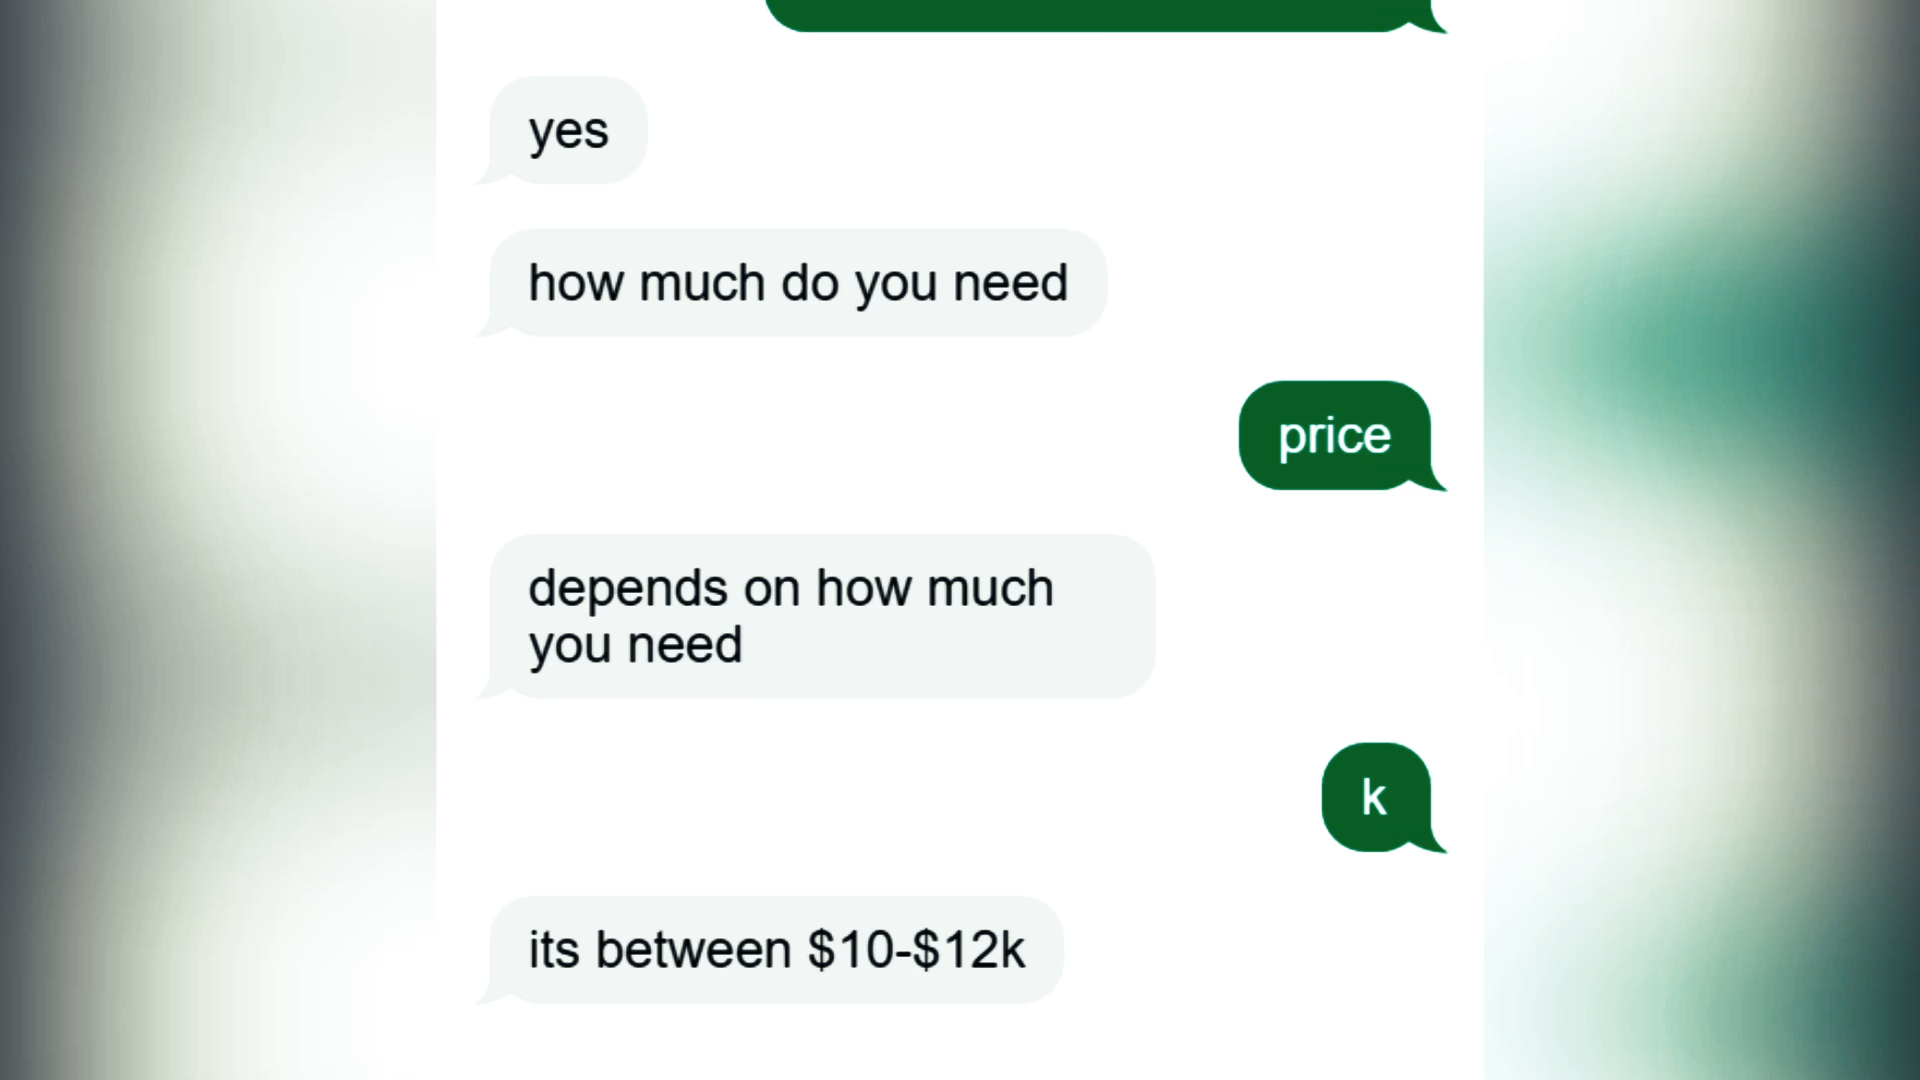 yes
how much do you need
price
depends on how much
you need
k
its between $10-$12k